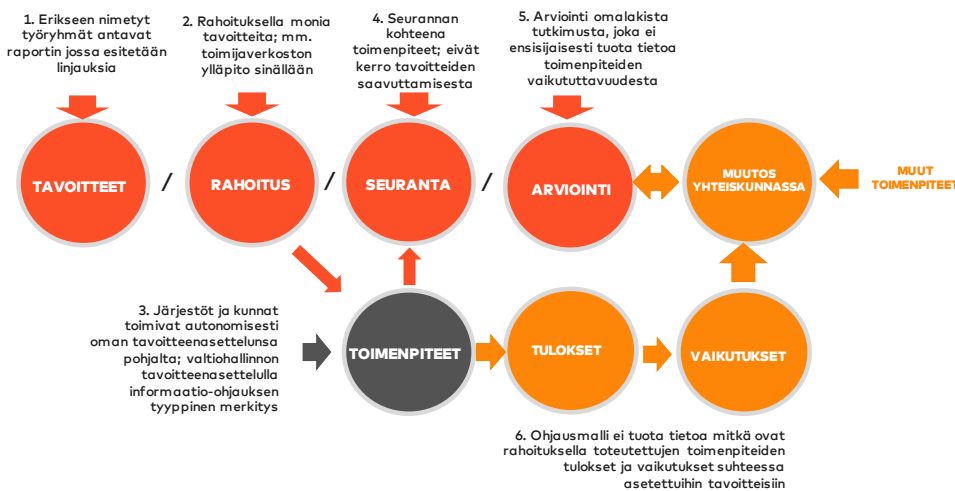 1. Erikseen nimetyt
työryhmät antavat
raportin jossa esitetään
linjauksia
2. Rahoituksella monia
tavoitteita; mm.
toimijaverkoston
ylläpito sinällään
4. Seurannan
kohteena
toimenpiteet; eivät
kerro tavoitteiden
saavuttamisesta
5. Arviointi omalakista
tutkimusta, joka ei
ensisijaisesti tuota tietoa
toimenpiteiden
vaikututtavuudesta
TAVOITTEET
/
RAHOITUS
/
SEURANTA
/
ARVIOINTI
MUUTOS
YHTEISKUNNASSA
MUUT
TOIMENPITEET
3. Järjestöt ja kunnat
toimivat autonomisesti
oman tavoitteenasettelunsa
pohjalta; valtiohallinnon
tavoitteenasettelulla
informaatio-ohjauksen
tyyppinen merkitys
TOIMENPITEET
TULOKSET
VAIKUTUKSET
6. Ohjausmalli ei tuota tietoa mitkä ovat
rahoituksella toteutettujen toimenpiteiden
tulokset ja vaikutukset suhteessa
asetettuihin tavoitteisiin